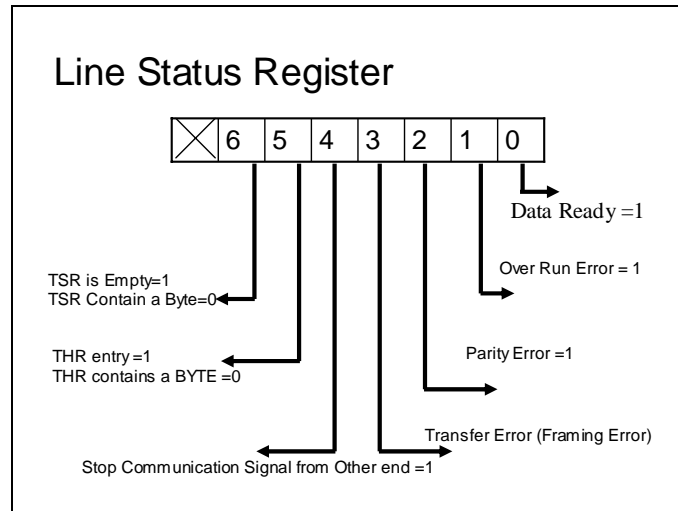 Line Status Register
6 5 4 3 2 1 0
Data Ready =1
Over Run Error = 1
TSR is Empty=1
TSR Contain a Byte=0
THR entry =1
THR contains a BYTE =0
Parity Error =1
Transfer Error (Framing Error)
Stop Communication Signal from Other end =1